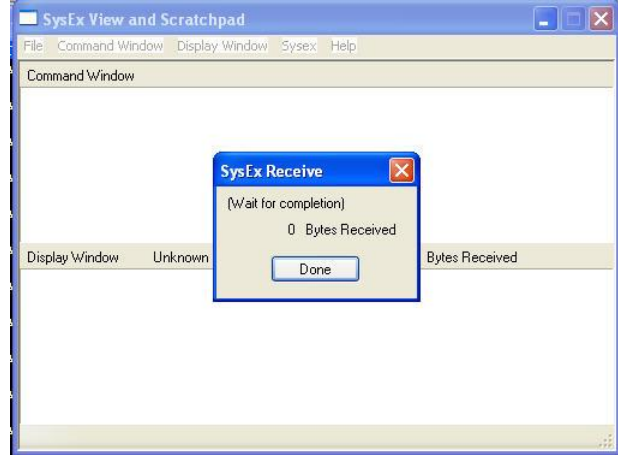 SysEx View and Scratchpad
File Command Window Display Window Sysex Help
Command Window
SysEx Receive
(Wait for completion)
0 Bytes Received
Done
Display Window Unknown Bytes Received